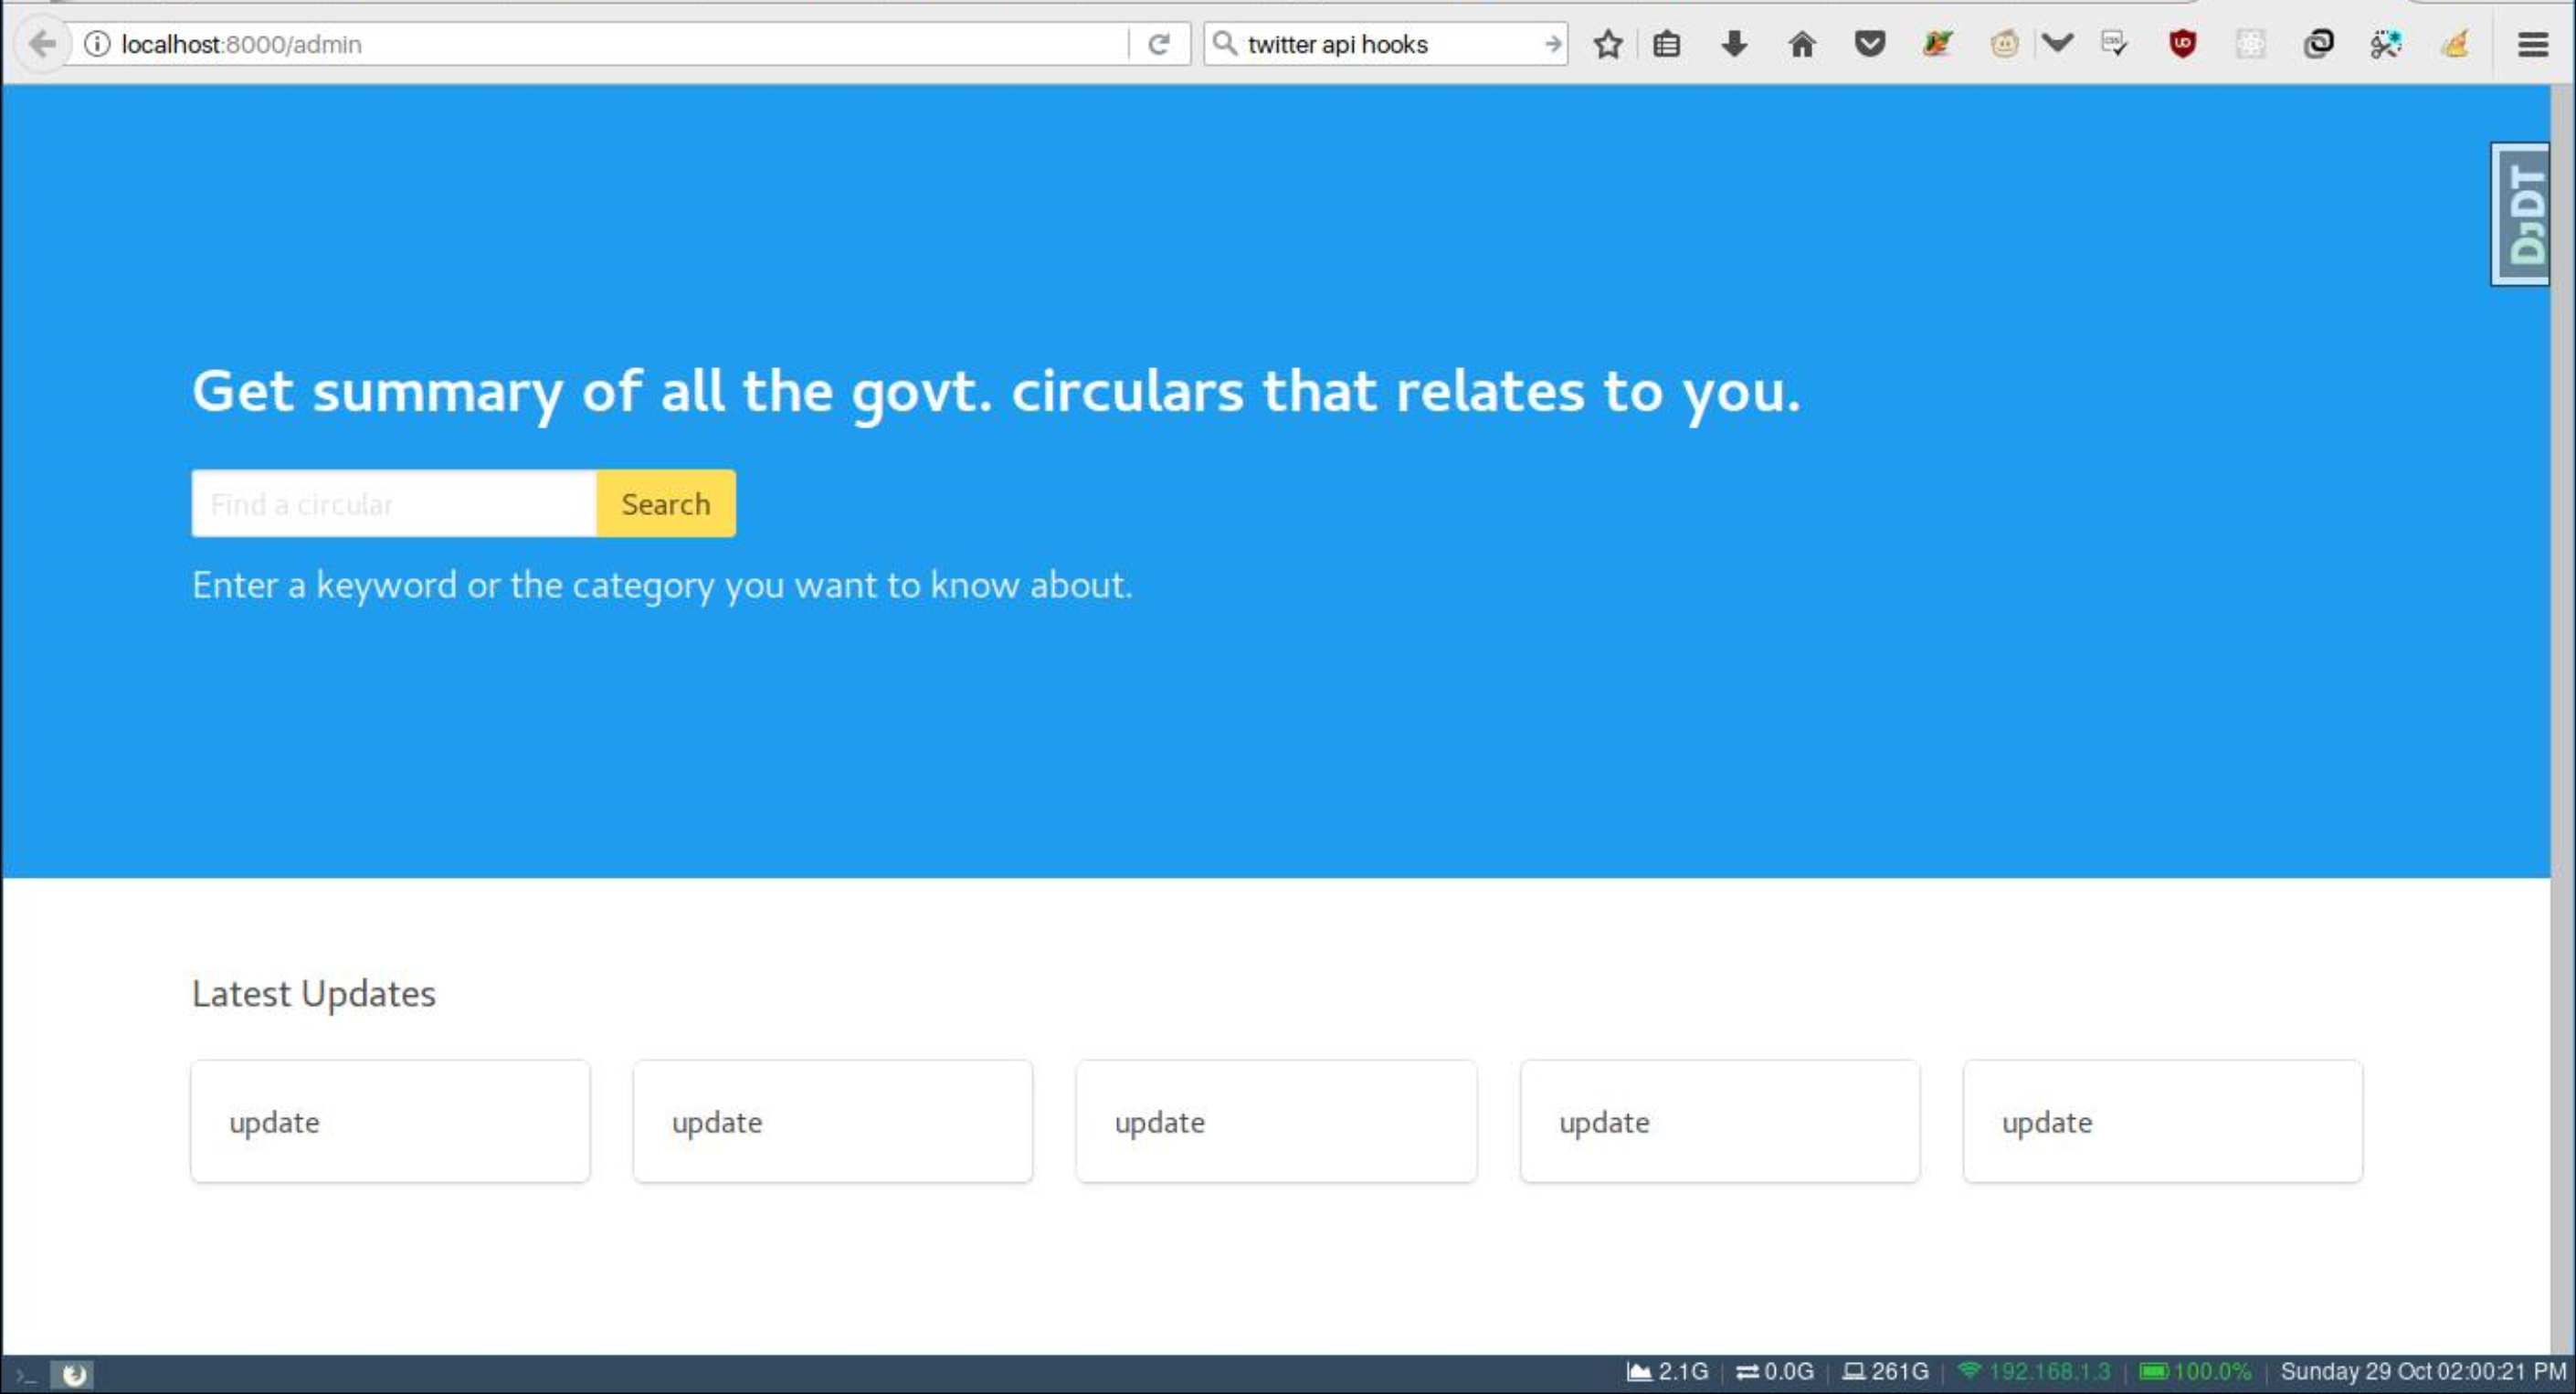 localhost:8000/admin twitter api hooks
DJDT
Get summary of all the govt. circulars that relates to you.
Find a circular Search
Enter a keyword or the category you want to know about.
Latest Updates
update update update update update
2.1G 0.0G 261G 192.168.1.3 100.0% Sunday 29 Oct 02:00:21 PM